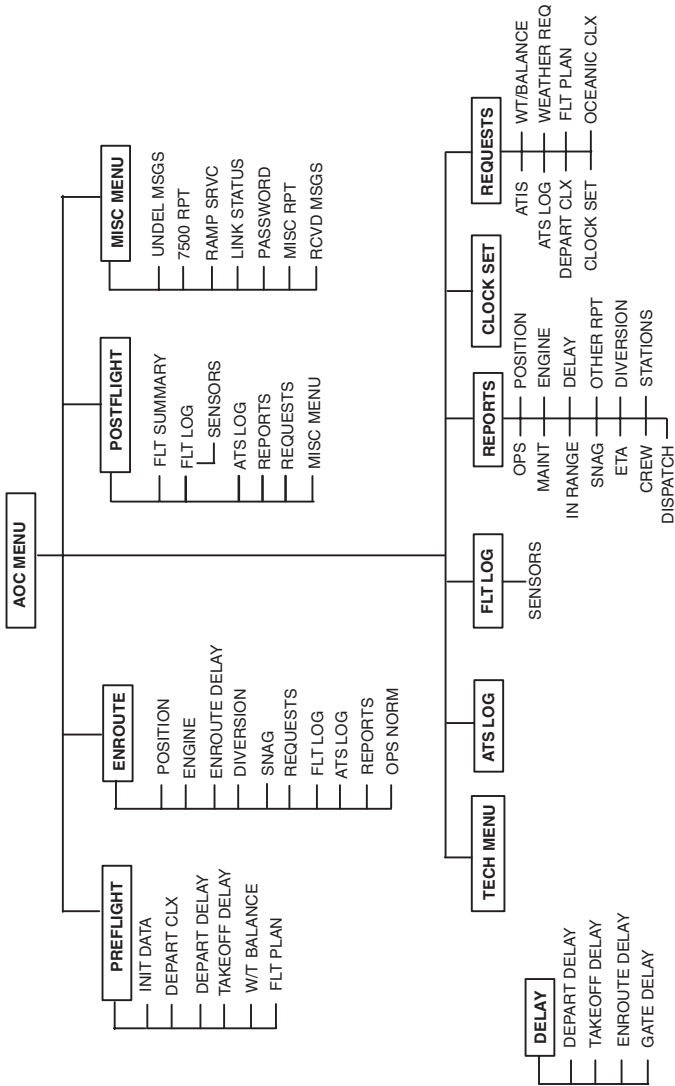 AOC MENU
PREFLIGHT
INIT DATA
DEPART CLX
DEPART DELAY
TAKEOFF DELAY
W/T BALANCE
FLT PLAN
ENROUTE
POSITION
ENGINE
ENROUTE DELAY
DIVERSION
SNAG
REQUESTS
FLT LOG
ATS LOG
REPORTS
OPS NORM
POSTFLIGHT
FLT SUMMARY
FLT LOG
SENSORS
ATS LOG
REPORTS
REQUESTS
MISC MENU
MISC MENU
UNDEL MSGS
7500 RPT
RAMP SRVC
LINK STATUS
PASSWORD
MISC RPT
RCVD MSGS
DELAY
DEPART DELAY
TAKEOFF DELAY
ENROUTE DELAY
GATE DELAY
TECH MENU
ATS LOG
FLT LOG
SENSORS
REPORTS
OPS POSITION
MAINT ENGINE
IN RANGE DELAY
SNAG OTHER RPT
ETA DIVERSION
CREW STATIONS
DISPATCH
CLOCK SET
REQUESTS
ATIS WT/BALANCE
ATS LOG WEATHER REQ
DEPART CLX FLT PLAN
CLOCK SET OCEANIC CLX